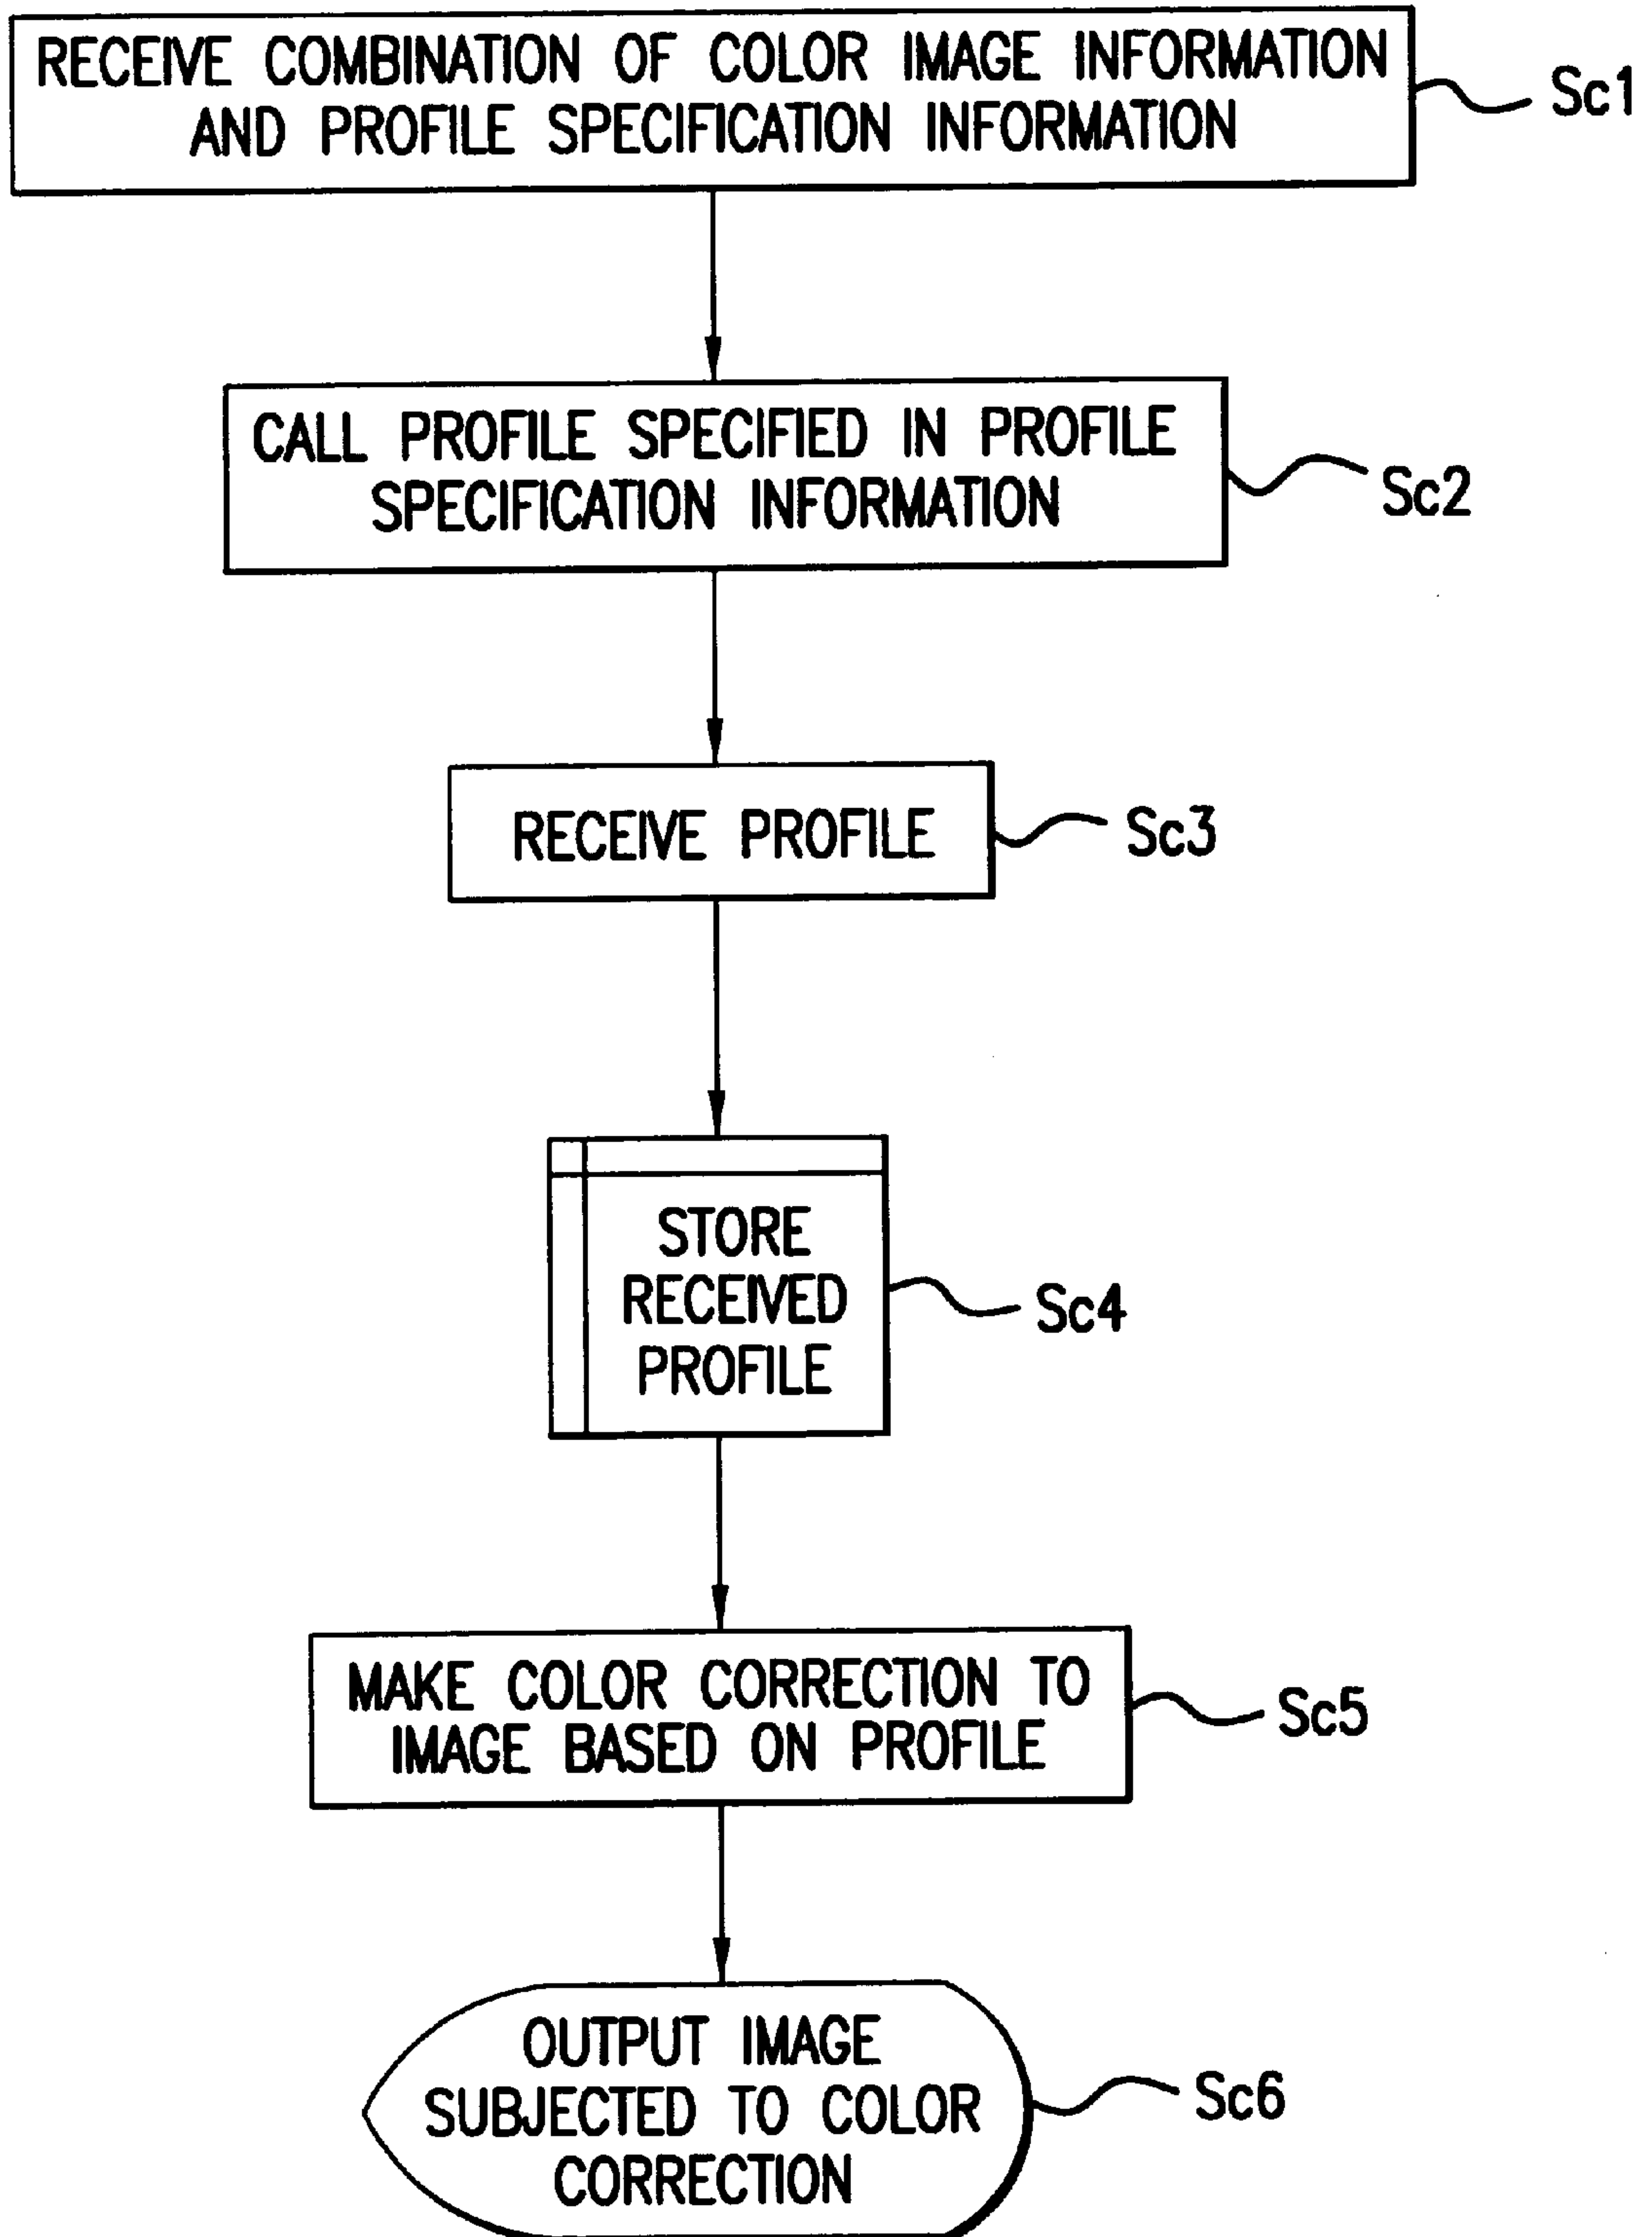 RECEIVE COMBINATION OF COLOR IMAGE INFORMATION
AND PROFILE SPECIFICATION INFORMATION
Sc1
CALL PROFILE SPECIFIED IN PROFILE
SPECIFICATION INFORMATION
Sc2
RECEIVE PROFILE
Sc3
STORE
RECEIVED
PROFILE
Sc4
MAKE COLOR CORRECTION TO
IMAGE BASED ON PROFILE
Sc5
OUTPUT IMAGE
SUBJECTED TO COLOR
CORRECTION
Sc6